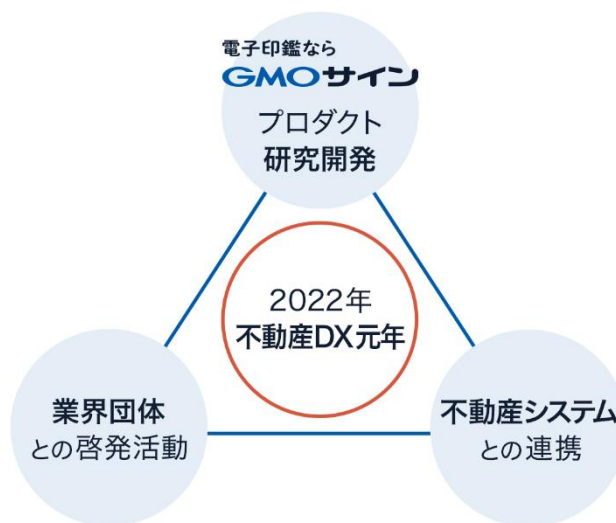 電子印鑑なら
GMOサイン
プロダクト
研究開発
2022年
不動産DX元年
業界団体
との啓発活動
不動産システム
との連携